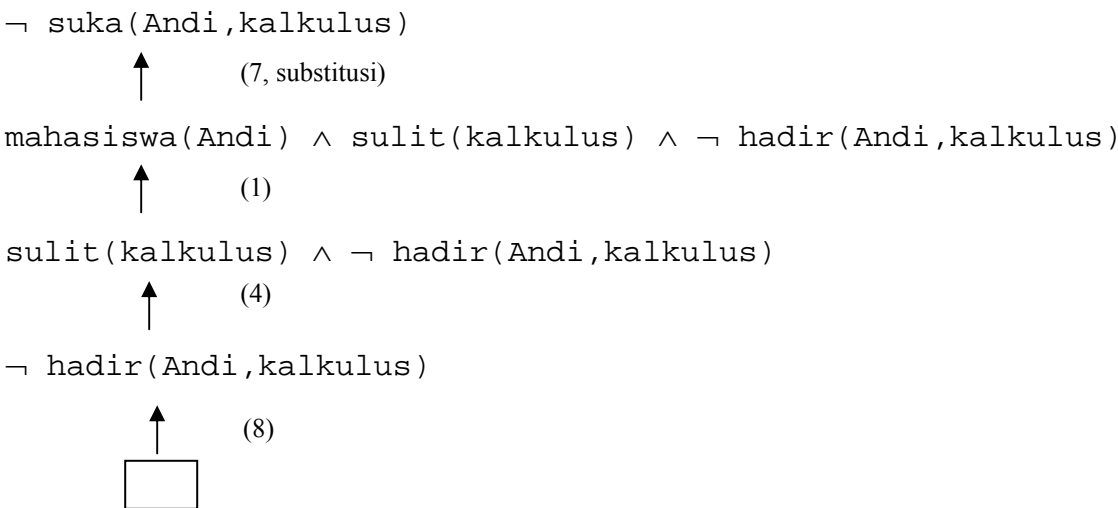 ¬ suka(Andi,kalkulus)
(7, substitusi)
mahasiswa(Andi) ∧ sulit(kalkulus) ∧ ¬ hadir(Andi,kalkulus)
(1)
sulit(kalkulus) ∧ ¬ hadir(Andi,kalkulus)
(4)
¬ hadir(Andi,kalkulus)
(8)